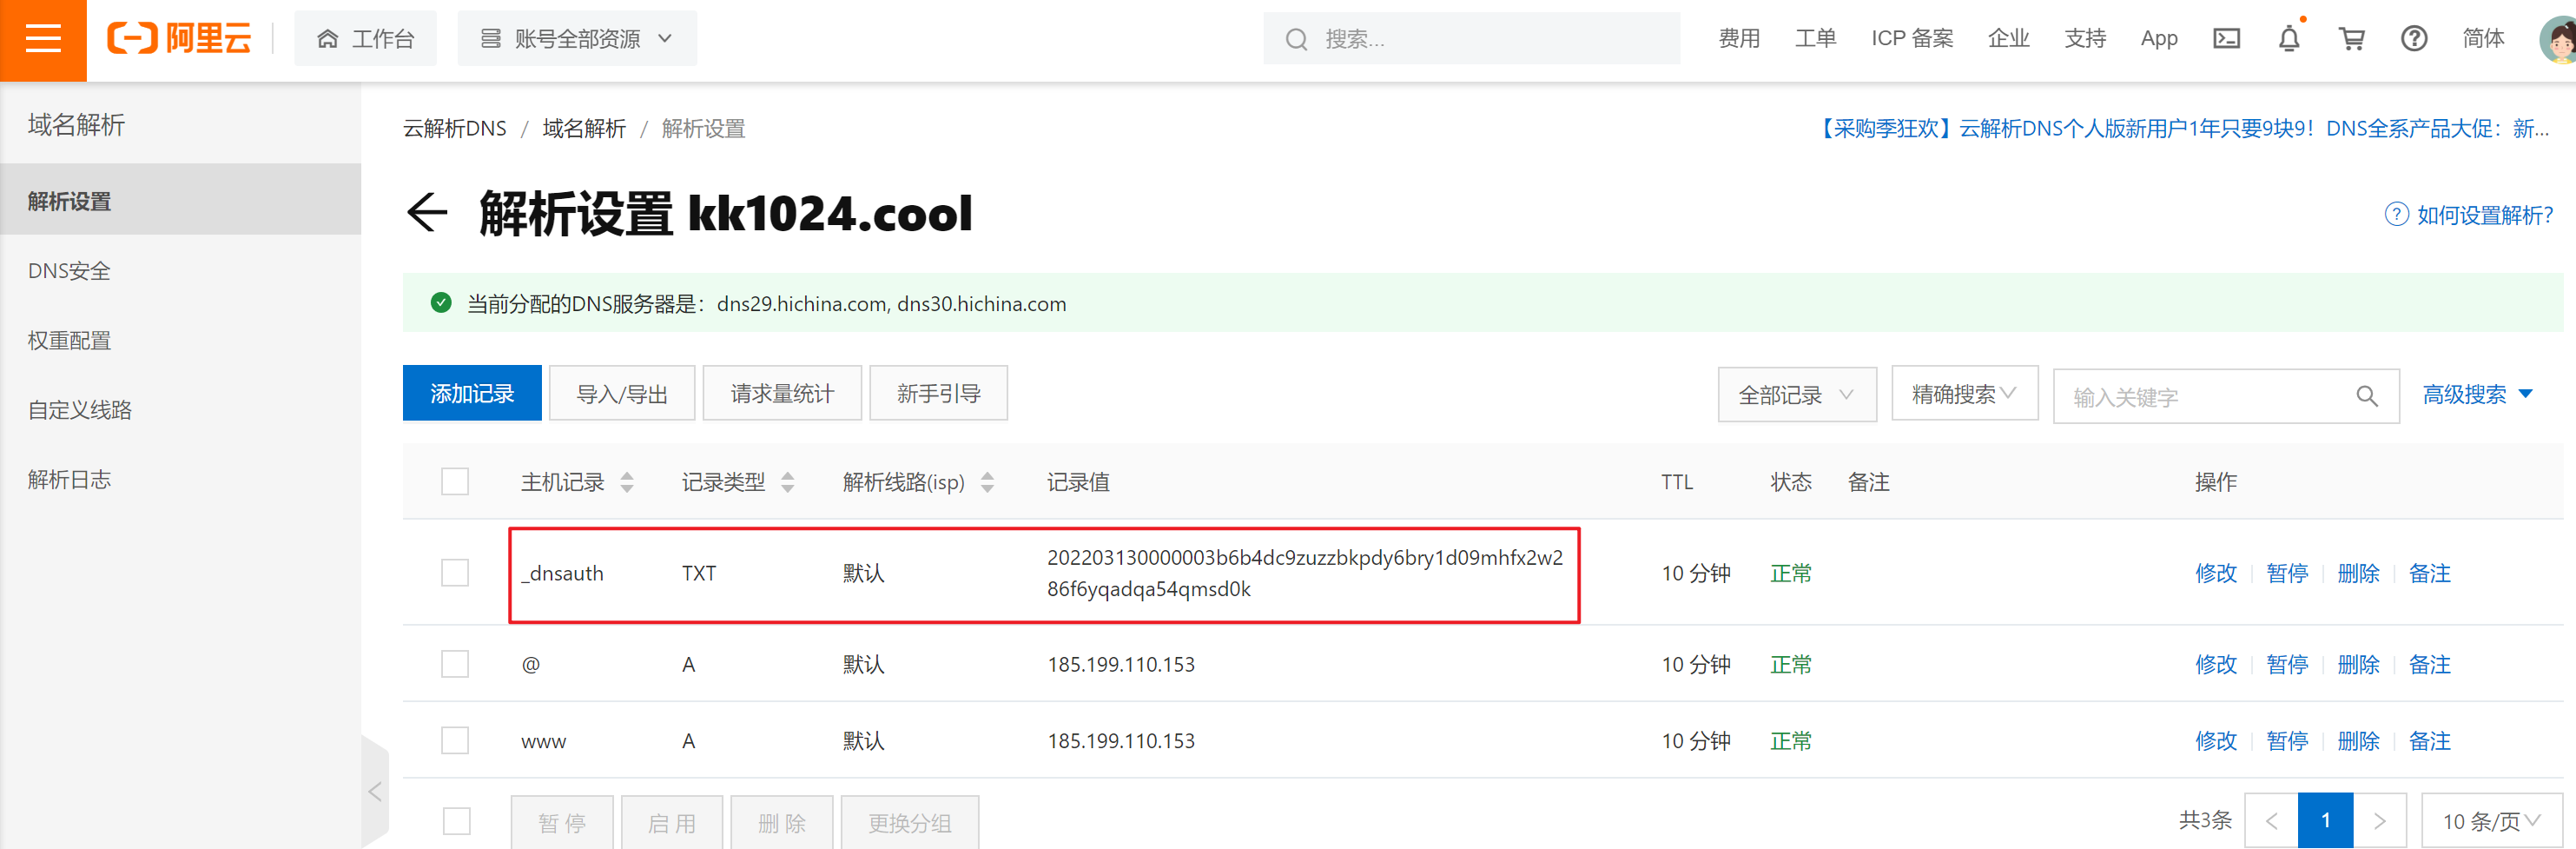 阿里云
工作台
账号全部资源
搜索...
费用
工单
ICP 备案
企业
支持
App
简体
域名解析
解析设置
DNS安全
权重配置
自定义线路
解析日志
云解析DNS / 域名解析 / 解析设置
【采购季狂欢】云解析DNS个人版新用户1年只要9块9！DNS全系产品大促：新...
解析设置 kk1024.cool
如何设置解析?
当前分配的DNS服务器是：dns29.hichina.com, dns30.hichina.com
添加记录
导入/导出
请求量统计
新手引导
全部记录
精确搜索
输入关键字
高级搜索
主机记录 记录类型 解析线路(isp) 记录值 TTL 状态 备注 操作
_dnsauth TXT 默认 202203130000003b6b4dc9zuzzbkpdy6bry1d09mhfx2w2
86f6yqadqa54qmsd0k
10 分钟 正常 修改 暂停 删除 备注
@ A 默认 185.199.110.153 10 分钟 正常 修改 暂停 删除 备注
www A 默认 185.199.110.153 10 分钟 正常 修改 暂停 删除 备注
暂 停
启 用
删 除
更换分组
共3条
1
10 条/页